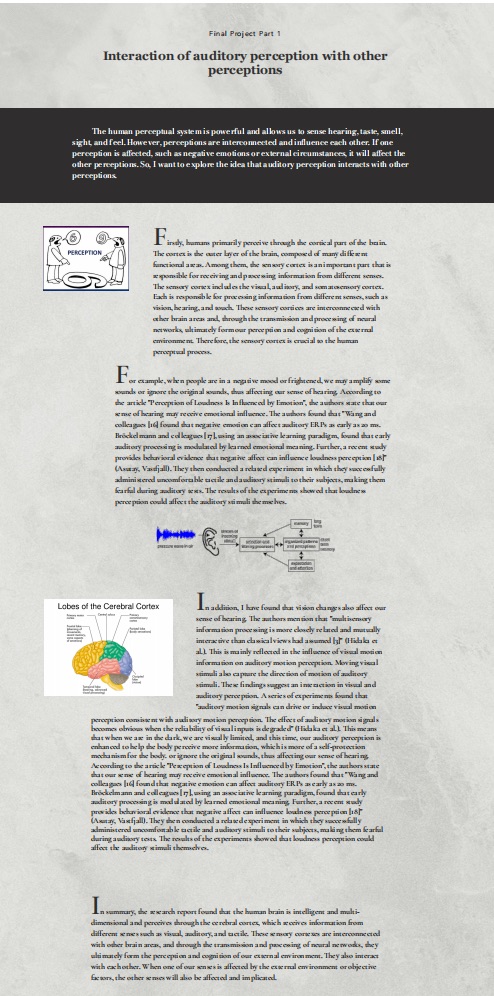 Final Project Part 1
Interaction of auditory perception with other
perceptions
The human perceptual system is powerful and allows us to sense hearing, taste, smell,
sight, and feel. However, perceptions are interconnected and influence each other. If one
perception is affected, such as negative emotions or external circumstances, it will affect the
other perceptions. So, I want to explore the idea that auditory perception interacts with other
perceptions.
PERCEPTION
Firstly, humans primarily perceive through the cortical part of the brain.
The cortex is the outer layer of the brain, composed of many different
functional areas. Among them, the sensory cortex is an important part that is
responsible for receiving and processing information from different senses.
The sensory cortex includes the visual, auditory, and somatosensory cortex.
Each is responsible for processing information from different senses, such as
vision, hearing, and touch. These sensory cortices are interconnected with
other brain areas and, through the transmission and processing of neural
networks, ultimately form our perception and cognition of the external
environment. Therefore, the sensory cortex is crucial to the human
perceptual process.
For example, when people are in a negative mood or frightened, we may amplify some
sounds or ignore the original sounds, thus affecting our sense of hearing. According to
the article "Perception of Loudness Is Influenced by Emotion", the authors state that our
sense of hearing may receive emotional influence. The authors found that "Wang and
colleagues [16] found that negative emotion can affect auditory ERPs as early as 20 ms.
Bröckelmann and colleagues [17], using an associative learning paradigm, found that early
auditory processing is modulated by learned emotional meaning. Further, a recent study
provides behavioral evidence that negative affect can influence loudness perception [18]"
(Asutay, Vastfjall). They then conducted a related experiment in which they successfully
administered uncomfortable tactile and auditory stimuli to their subjects, making them
fearful during auditory tests. The results of the experiments showed that loudness
perception could affect the auditory stimuli themselves.
pressure wave in air
memory
Lobes of the Cerebral Cortex
In addition, I have found that vision changes also affect our
sense of hearing. The authors mention that "multisensory
information processing is more closely related and mutually
interactive than classical views had assumed [3]" (Hidaka et
al.). This is mainly reflected in the influence of visual motion
information on auditory motion perception. Moving visual
stimuli also capture the direction of motion of auditory
stimuli. These findings suggest an interaction in visual and
auditory perception. A series of experiments found that
"auditory motion signals can drive or induce visual motion
perception consistent with auditory motion perception. The effect of auditory motion signals
becomes obvious when the reliability of visual inputs is degraded" (Hidaka et al.). This means
that when we are in the dark, we are visually limited, and this time, our auditory perception is
enhanced to help the body perceive more information, which is more of a self-protection
mechanism for the body. or ignore the original sounds, thus affecting our sense of hearing.
According to the article "Perception of Loudness Is Influenced by Emotion", the authors state
that our sense of hearing may receive emotional influence. The authors found that "Wang and
colleagues [16] found that negative emotion can affect auditory ERPs as early as 20 ms.
Bröckelmann and colleagues [17], using an associative learning paradigm, found that early
auditory processing is modulated by learned emotional meaning. Further, a recent study
provides behavioral evidence that negative affect can influence loudness perception [18]"
(Asutay, Vastfjall). They then conducted a related experiment in which they successfully
administered uncomfortable tactile and auditory stimuli to their subjects, making them fearful
during auditory tests. The results of the experiments showed that loudness perception could
affect the auditory stimuli themselves.
In summary, the research report found that the human brain is intelligent and multi-
dimensional and perceives through the cerebral cortex, which receives information from
different senses such as visual, auditory, and tactile. These sensory cortexes are interconnected
with other brain areas, and through the transmission and processing of neural networks, they
ultimately form the perception and cognition of our external environment. They also interact
with each other. When one of our senses is affected by the external environment or objective
factors, the other senses will also be affected and implicated.